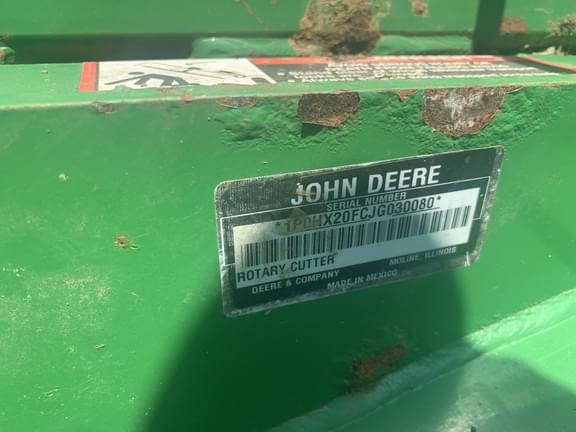 JOHN DEERE
SERIAL NUMBER
*1P0HX20FCJG030080*
ROTARY CUTTER
MOLINE, ILLINOIS
DEERE & COMPANY
MADE IN MEXICO